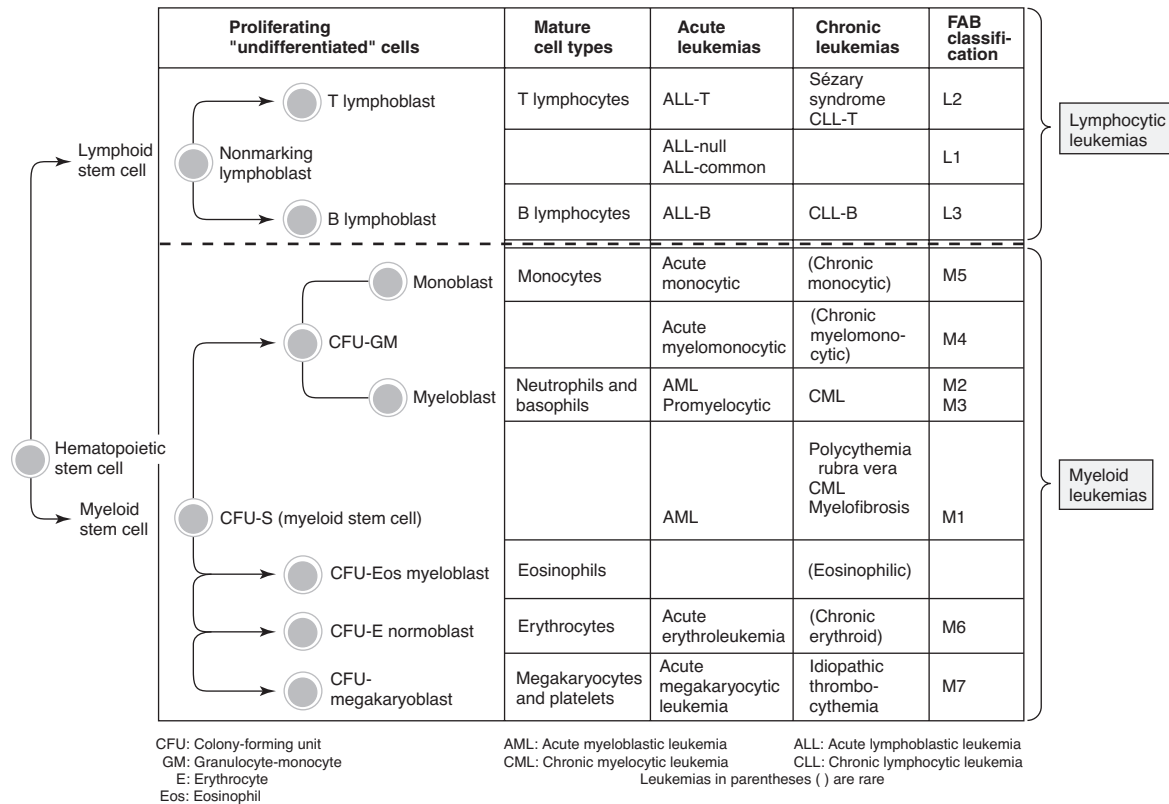 Proliferating
"undifferentiated" cells
Mature
cell types
Acute
leukemias
Chronic
leukemias
FAB
classifi-
cation
T lymphoblast
T lymphocytes
ALL-T
Sézary
syndrome
CLL-T
L2
Lymphoid
stem cell
Nonmarking
lymphoblast
ALL-null
ALL-common
L1
B lymphoblast
B lymphocytes
ALL-B
CLL-B
L3
Lymphocytic
leukemias
Monoblast
Monocytes
Acute
monocytic
(Chronic
monocytic)
M5
CFU-GM
Acute
myelomonocytic
(Chronic
myelomono-
cytic)
M4
Myeloblast
Neutrophils and
basophils
AML
Promyelocytic
CML
M2
M3
Hematopoietic
stem cell
Myeloid
stem cell
CFU-S (myeloid stem cell)
AML
Polycythemia
rubra vera
CML
Myelofibrosis
M1
Myeloid
leukemias
CFU-Eos myeloblast
Eosinophils
(Eosinophilic)
CFU-E normoblast
Erythrocytes
Acute
erythroleukemia
(Chronic
erythroid)
M6
CFU-
megakaryoblast
Megakaryocytes
and platelets
Acute
megakaryocytic
leukemia
Idiopathic
thrombo-
cythemia
M7
CFU: Colony-forming unit
GM: Granulocyte-monocyte
E: Erythrocyte
Eos: Eosinophil
AML: Acute myeloblastic leukemia
CML: Chronic myelocytic leukemia
ALL: Acute lymphoblastic leukemia
CLL: Chronic lymphocytic leukemia
Leukemias in parentheses ( ) are rare